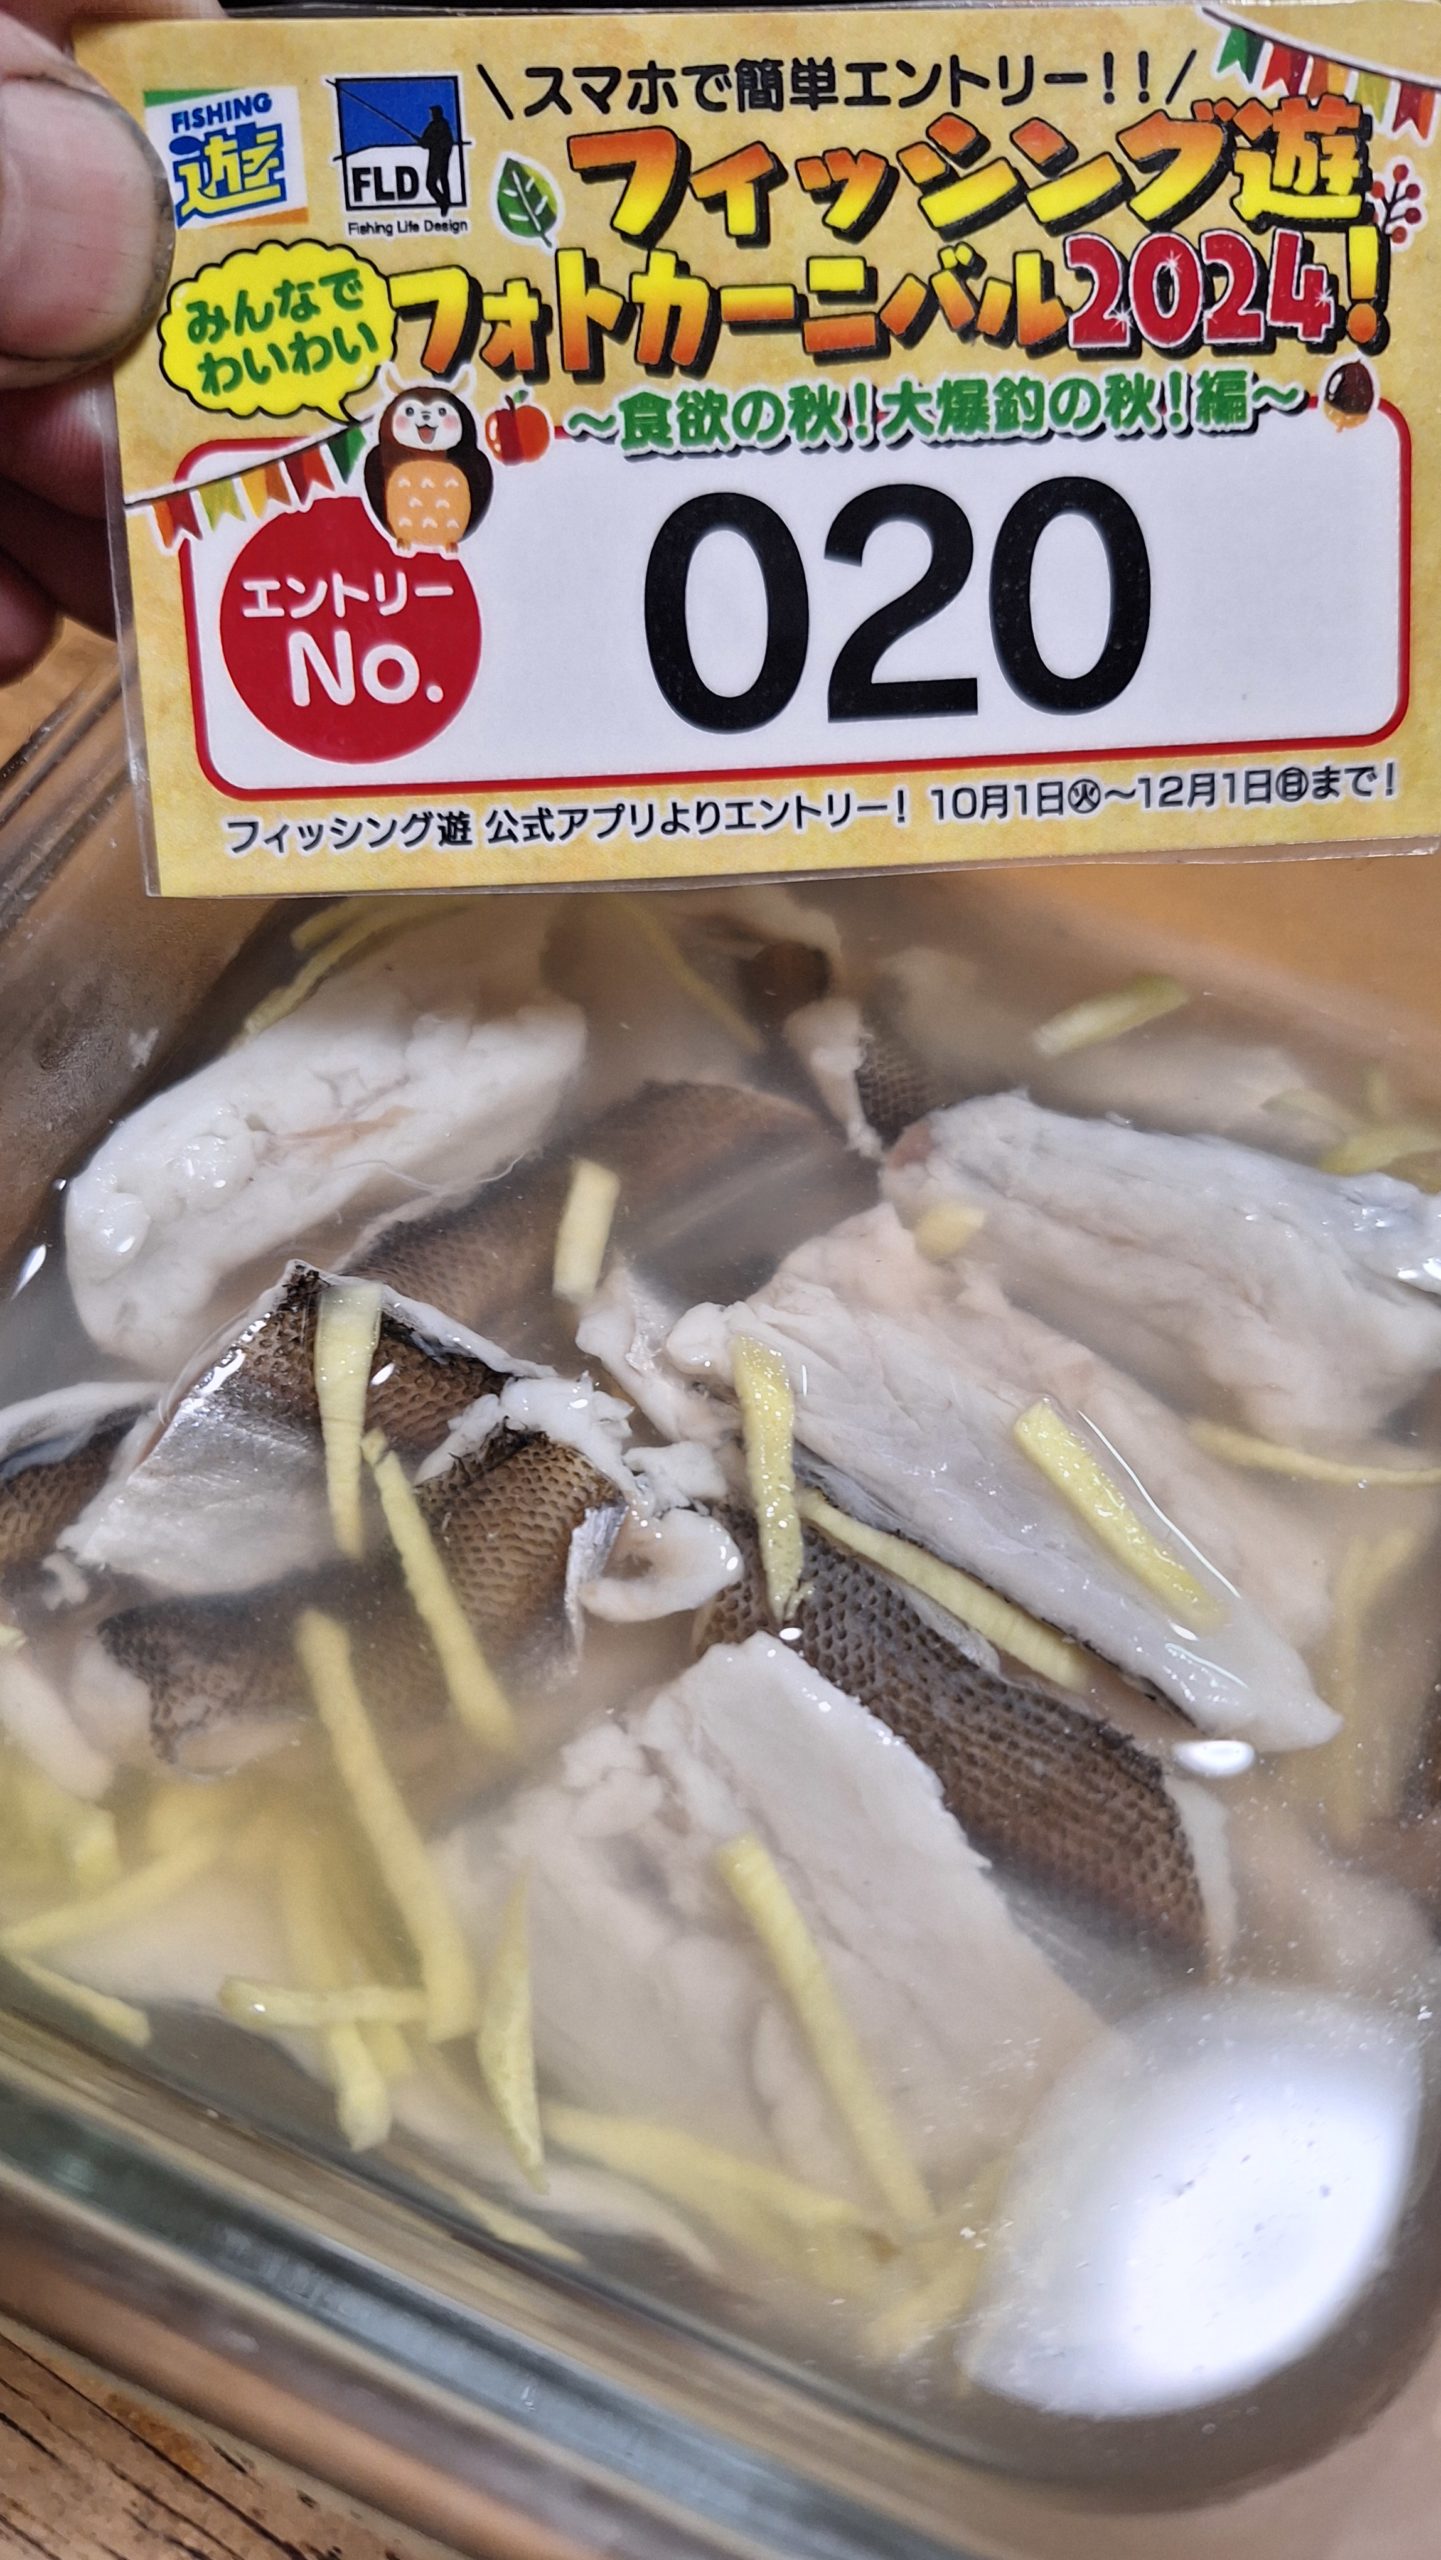 \スマホで簡単エントリー!!/
FISHING
遊
FLD
Fishing Life Design
フィッシング遊
みんなで
わいわい
フォトカーニバル2024!
～食欲の秋!大爆釣の秋!編～
エントリー
No.
020
フィッシング遊 公式アプリよりエントリー! 10月1日㊋～12月1日㊐まで!